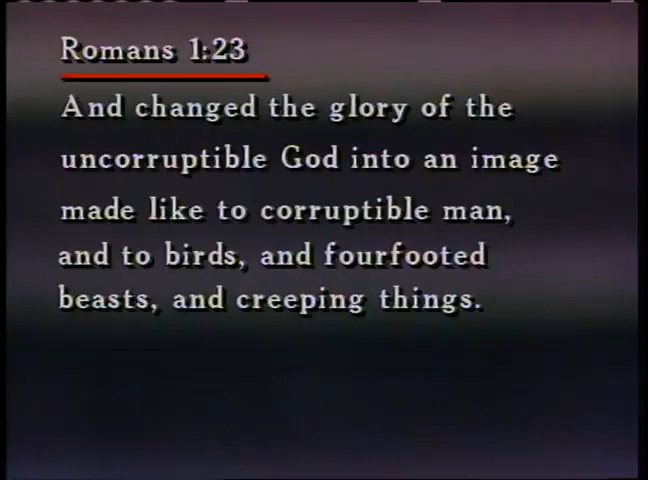 Romans 1:23
And changed the glory of the
uncorruptible God into an image
made like to corruptible man,
and to birds, and fourfooted
beasts, and creeping things.